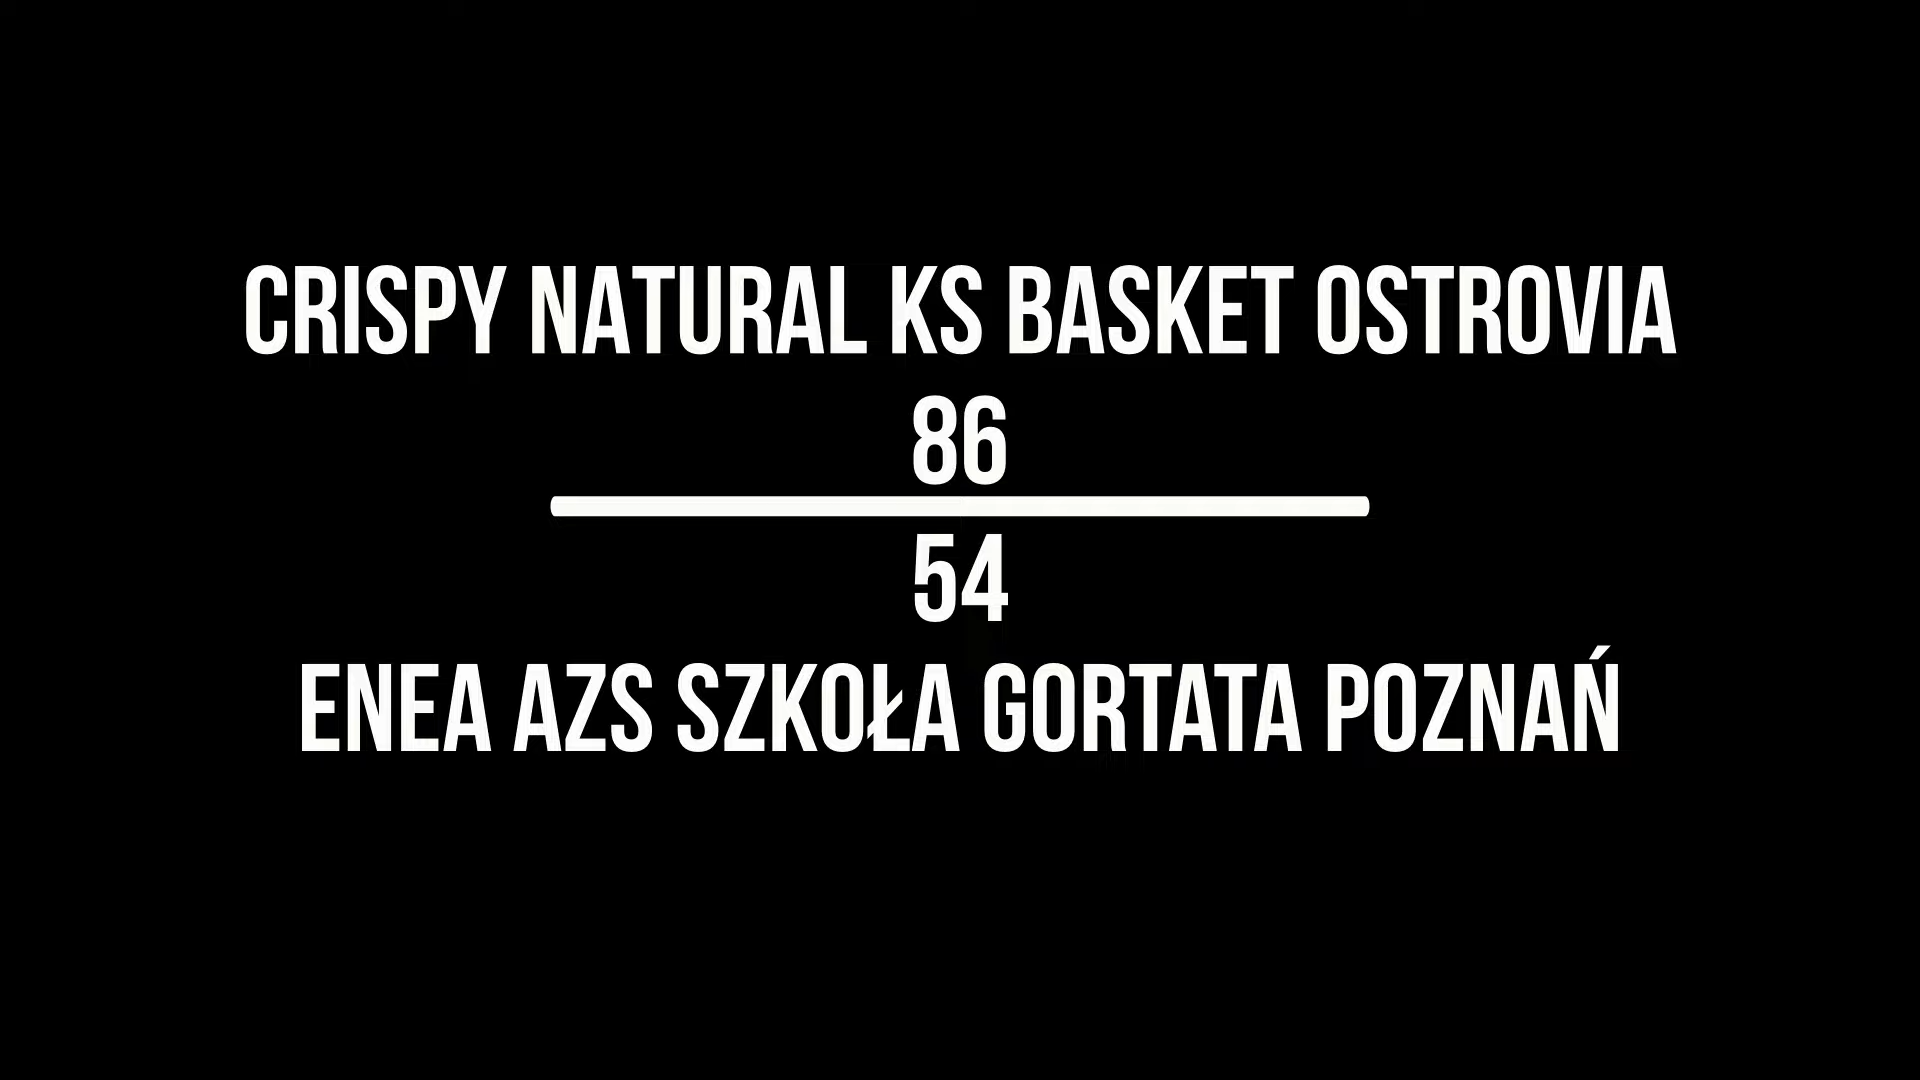 CRISPY NATURAL KS BASKET OSTROVIA
86
54
ENEA AZS SZKOŁA GORTATA POZNAŃ